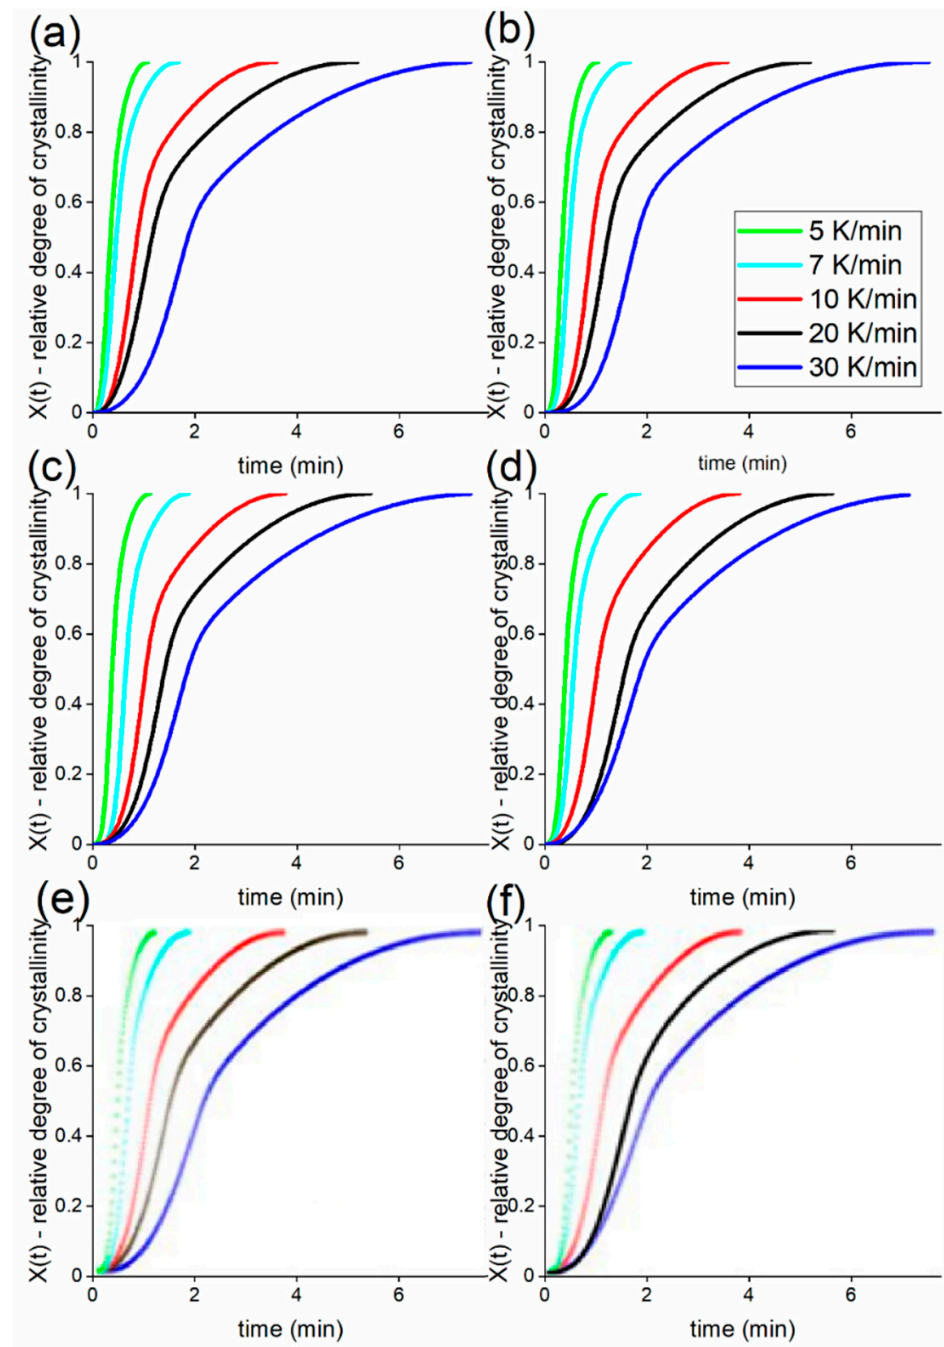 (a)
(b)
X(t) - relative degree of crystallinity
1
0.8
0.6
0.4
0.2
0
0
2
4
6
time (min)
X(t) - relative degree of crystallinity
1
0.8
0.6
0.4
0.2
0
0
2
4
6
time (min)
5 K/min
7 K/min
10 K/min
20 K/min
30 K/min
(c)
(d)
X(t) - relative degree of crystallinity
1
0.8
0.6
0.4
0.2
0
0
2
4
6
time (min)
X(t) - relative degree of crystallinity
1
0.8
0.6
0.4
0.2
0
0
2
4
6
time (min)
(e)
(f)
X(t) - relative degree of crystallinity
1
0.8
0.6
0.4
0.2
0
0
2
4
6
time (min)
X(t) - relative degree of crystallinity
1
0.8
0.6
0.4
0.2
0
0
2
4
6
time (min)